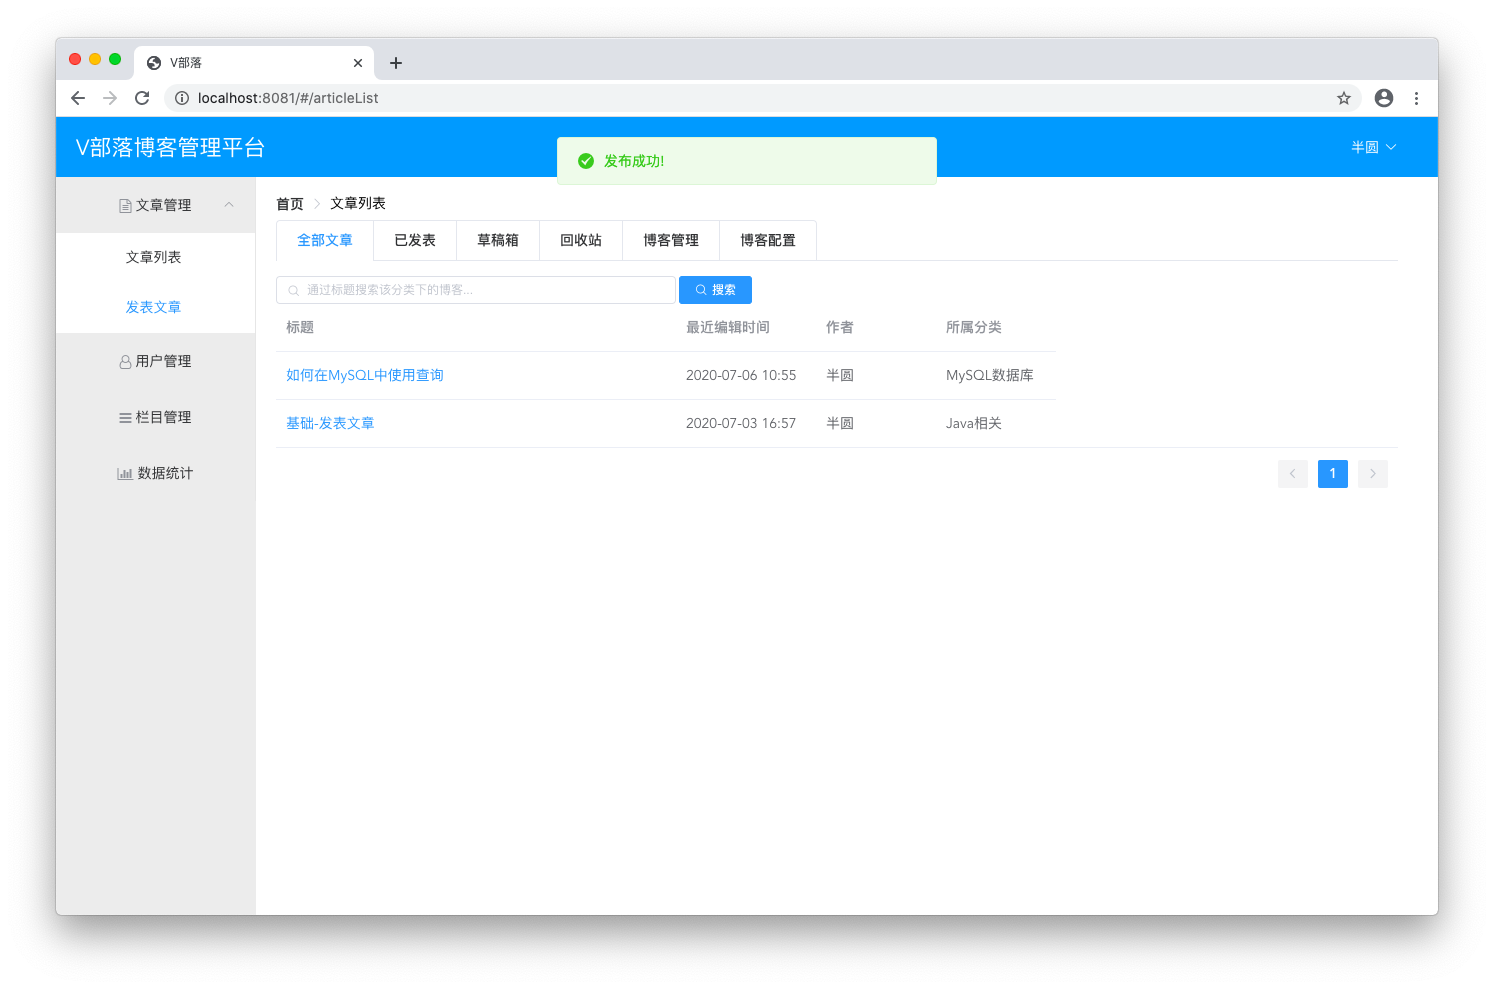 V部落
localhost:8081/#/articleList
V部落博客管理平台
发布成功!
半圆
文章管理
文章列表
发表文章
用户管理
栏目管理
数据统计
首页 文章列表
全部文章 已发表 草稿箱 回收站 博客管理 博客配置
通过标题搜索该分类下的博客... 搜索
标题 最近编辑时间 作者 所属分类
如何在MySQL中使用查询 2020-07-06 10:55 半圆 MySQL数据库
基础-发表文章 2020-07-03 16:57 半圆 Java相关
1